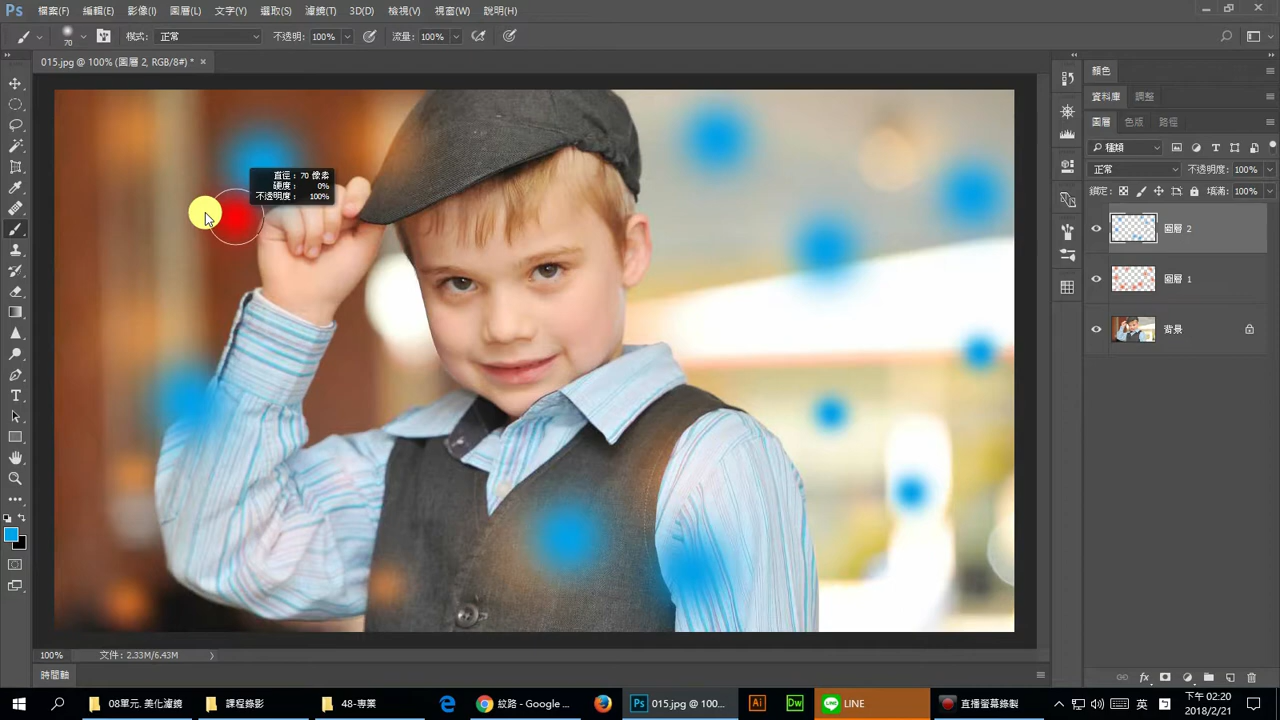 Ps 檔案(F) 編輯(E) 影像(I) 圖層(L) 文字(Y) 選取(S) 濾鏡(T) 3D(D) 檢視(V) 視窗(W) 說明(H)
70 模式: 正常 不透明: 100% 流量: 100%
015.jpg @ 100% (圖層 2, RGB/8#) *
直徑: 70 像素
硬度: 0%
不透明度: 100%
顏色
資料庫 調整
圖層 色版 路徑
種類
正常 不透明度: 100%
鎖定: 填滿: 100%
圖層 2
圖層 1
背景
100% 文件: 2.33M/6.43M
時間軸
08單元_美化濾鏡
48-專業
紋路 - Google ...
015.jpg @ 100...
LINE
直播螢幕錄製
英
下午 02:20
2018/2/21